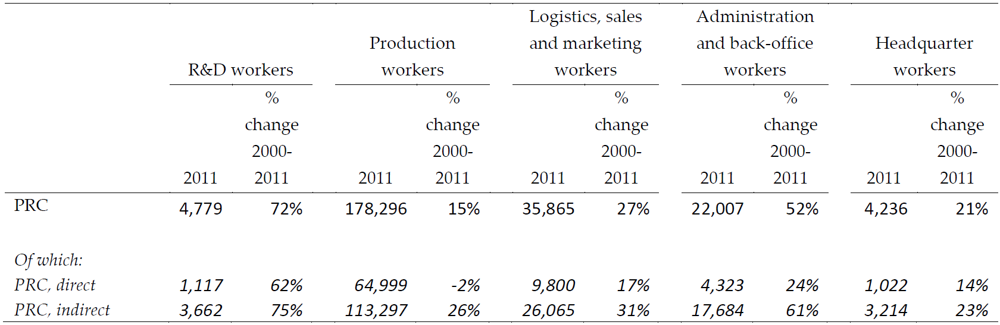 Logistics, sales Administration
Production and marketing and back-office Headquarter
R&D workers workers workers workers workers
% % % % %
change change change change change
2000- 2000- 2000- 2000- 2000-
2011 2011 2011 2011 2011 2011 2011 2011 2011 2011
PRC 4,779 72% 178,296 15% 35,865 27% 22,007 52% 4,236 21%
Of which:
PRC, direct 1,117 62% 64,999 -2% 9,800 17% 4,323 24% 1,022 14%
PRC, indirect 3,662 75% 113,297 26% 26,065 31% 17,684 61% 3,214 23%